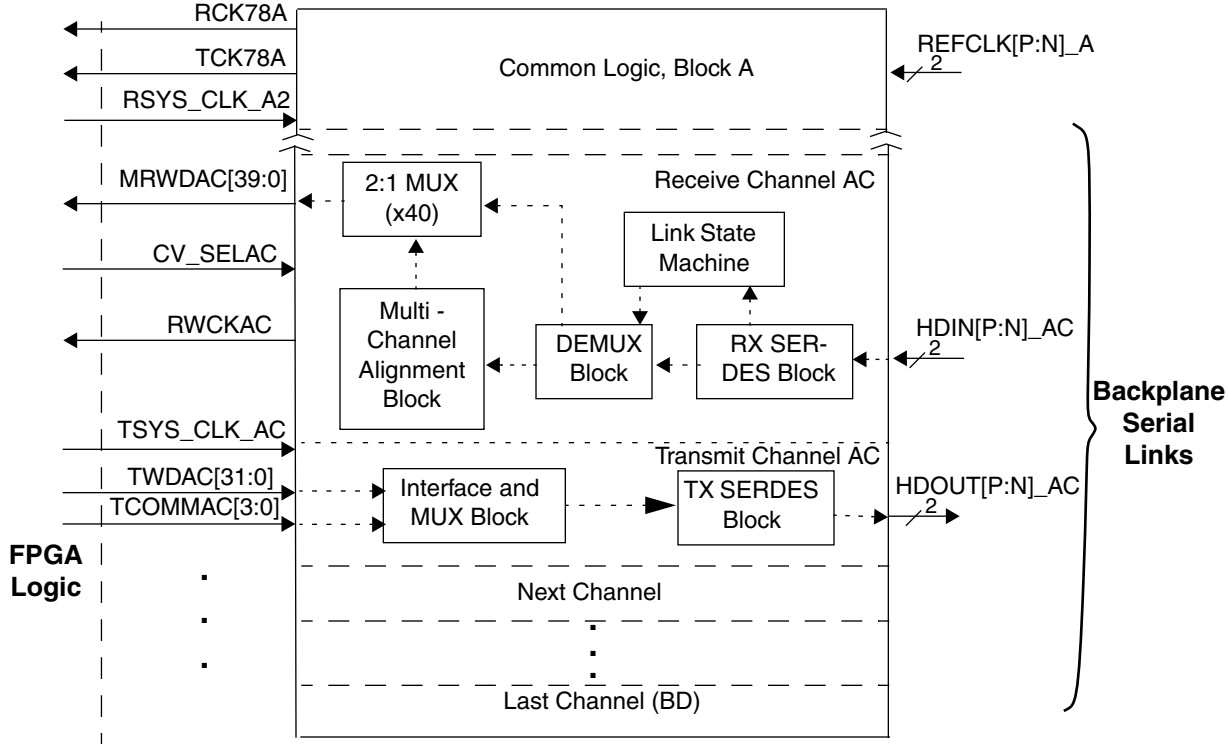 RCK78A
TCK78A
RSYS_CLK_A2
Common Logic, Block A
REFCLK[P:N]_A
2
MRWDAC[39:0]
2:1 MUX
(x40)
Receive Channel AC
Link State
Machine
CV_SELAC
RWCKAC
Multi -
Channel
Alignment
Block
DEMUX
Block
RX SER-
DES Block
HDIN[P:N]_AC
2
Backplane
Serial
Links
TSYS_CLK_AC
Transmit Channel AC
TWDAC[31:0]
TCOMMAC[3:0]
Interface and
MUX Block
TX SERDES
Block
HDOUT[P:N]_AC
2
FPGA
Logic
Next Channel
Last Channel (BD)